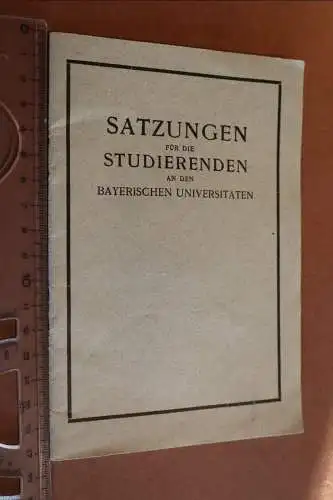 SATZUNGEN
FÜR DIE
STUDIERENDEN
AN DEN
BAYERISCHEN UNIVERSITÄTEN